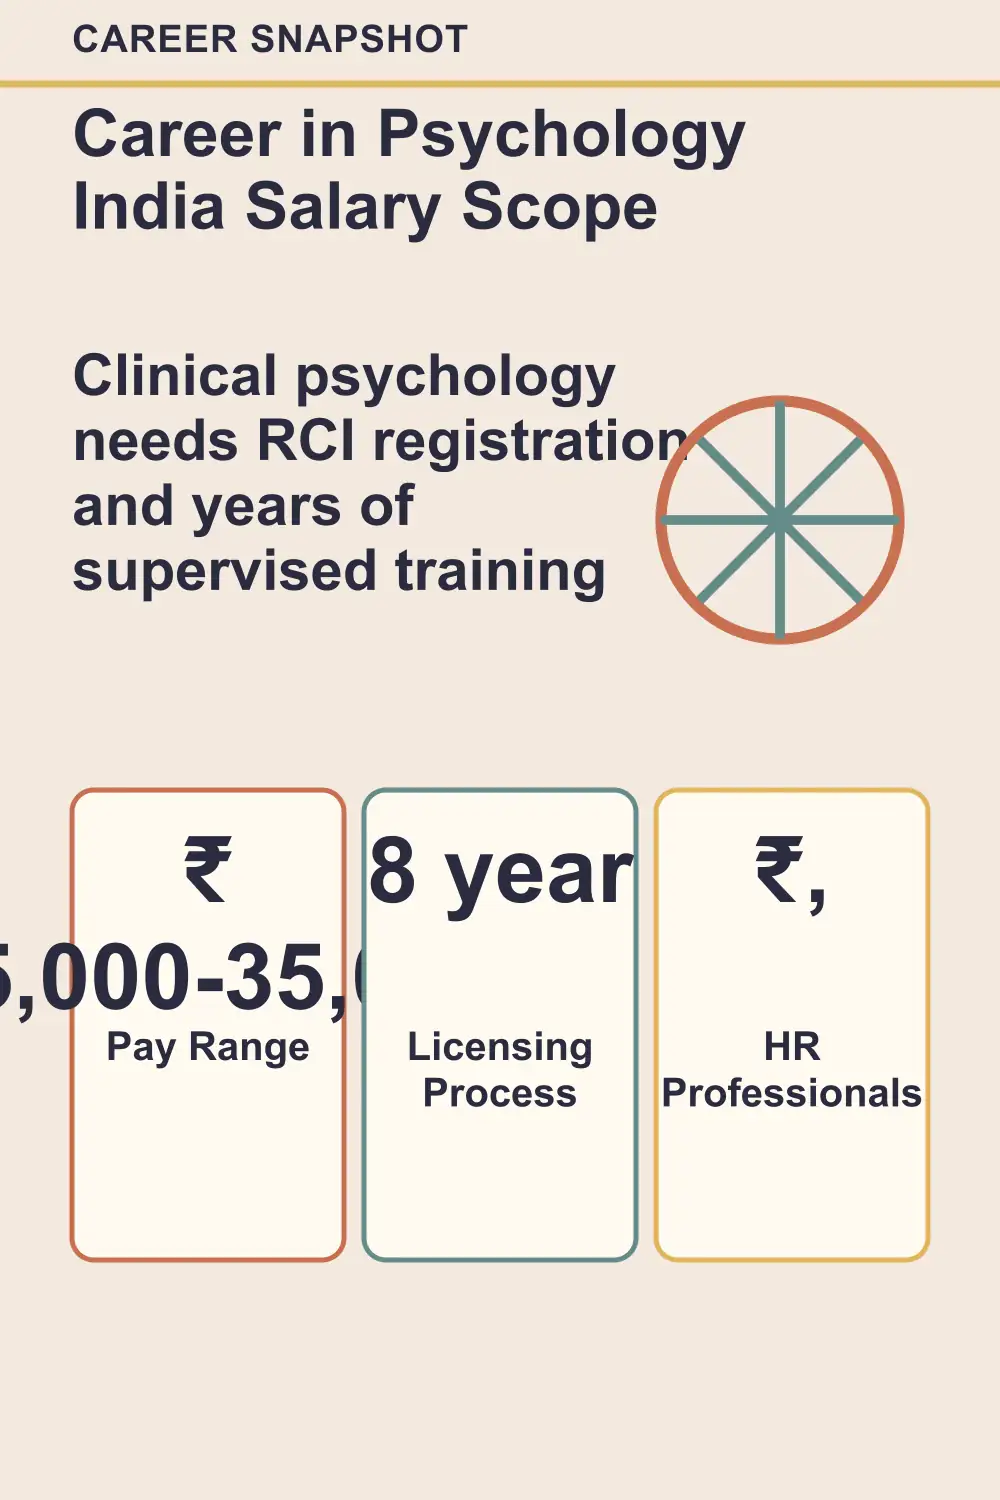 CAREER SNAPSHOT
Career in Psychology
India Salary Scope
Clinical psychology
needs RCI registration
and years of
supervised training
₹
5,000-35,
Pay Range
8 year
Licensing
Process
₹,
HR
Professionals